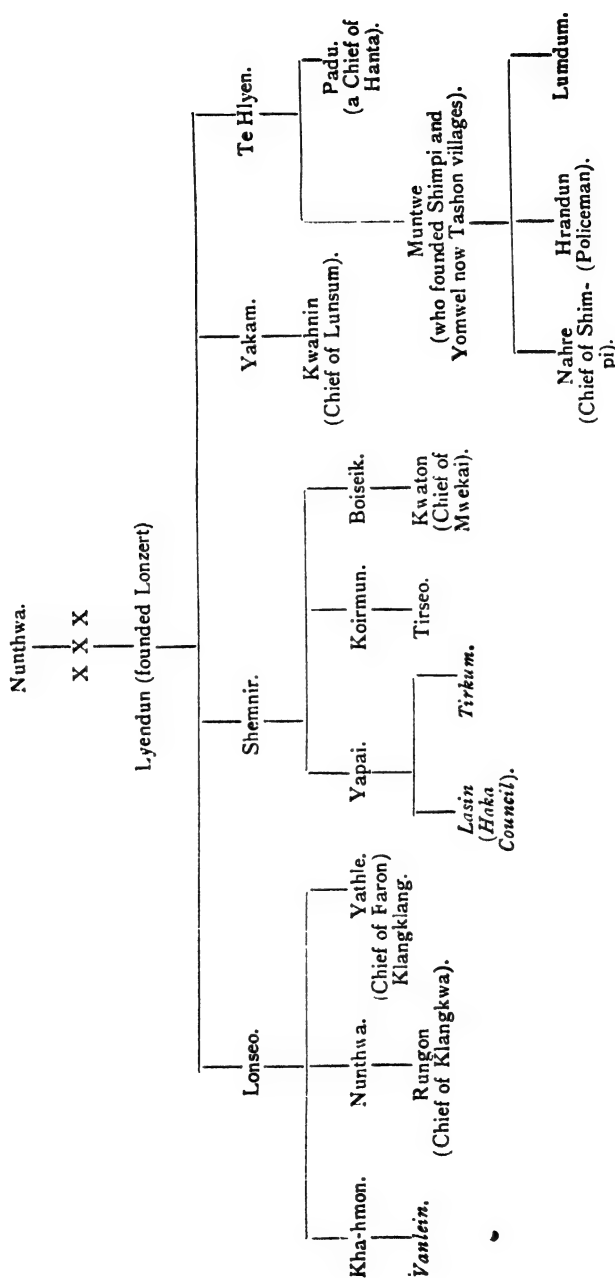 Nunthwa.
X X X
Lyendun (founded Lonzert)
Lonseo.
Shemnir.
Yakam.
Te Hlyen.
Kha-hmon.
Nunthwa.
Yathle.
(Chief of Faron)
Klangklang.
Yapai.
Koirmun.
Boiseik.
Kwahnin
(Chief of Lunsum).
Padu.
(a Chief of
Hanta).
Vanlein.
Rungon
(Chief of Klangkwa).
Lasin
(Haka
Council).
Tirkum.
Tirseo.
Kwaton
(Chief of
Mwekai).
Muntwe
(who founded Shimpi and
Yomwel now Tashon villages).
Nahre
(Chief of Shim-
pi).
Hrandun
(Policeman).
Lumdum.